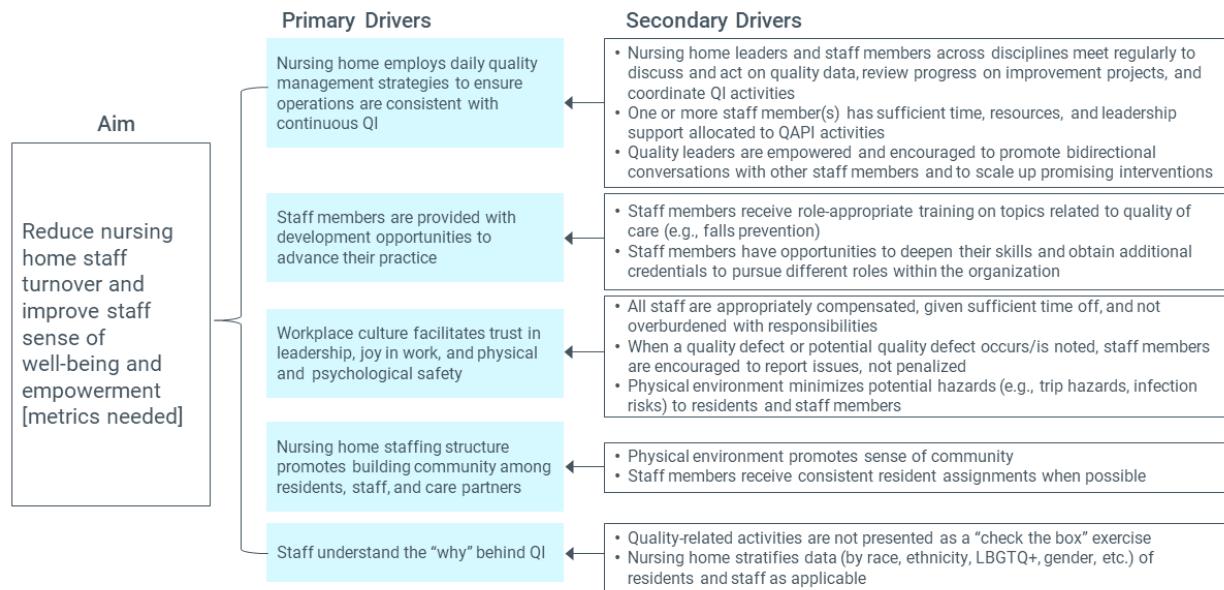 Primary Drivers
Secondary Drivers
Aim
Reduce nursing
home staff
turnover and
improve staff
sense of
well-being and
empowerment
[metrics needed]
Nursing home employs daily quality
management strategies to ensure
operations are consistent with
continuous QI
• Nursing home leaders and staff members across disciplines meet regularly to
discuss and act on quality data, review progress on improvement projects, and
coordinate QI activities
• One or more staff member(s) has sufficient time, resources, and leadership
support allocated to QAPI activities
• Quality leaders are empowered and encouraged to promote bidirectional
conversations with other staff members and to scale up promising interventions
Staff members are provided with
development opportunities to
advance their practice
• Staff members receive role-appropriate training on topics related to quality of
care (e.g., falls prevention)
• Staff members have opportunities to deepen their skills and obtain additional
credentials to pursue different roles within the organization
Workplace culture facilitates trust in
leadership, joy in work, and physical
and psychological safety
• All staff are appropriately compensated, given sufficient time off, and not
overburdened with responsibilities
• When a quality defect or potential quality defect occurs/is noted, staff members
are encouraged to report issues, not penalized
• Physical environment minimizes potential hazards (e.g., trip hazards, infection
risks) to residents and staff members
Nursing home staffing structure
promotes building community among
residents, staff, and care partners
• Physical environment promotes sense of community
• Staff members receive consistent resident assignments when possible
Staff understand the “why” behind QI
• Quality-related activities are not presented as a “check the box” exercise
• Nursing home stratifies data (by race, ethnicity, LBGTQ+, gender, etc.) of
residents and staff as applicable